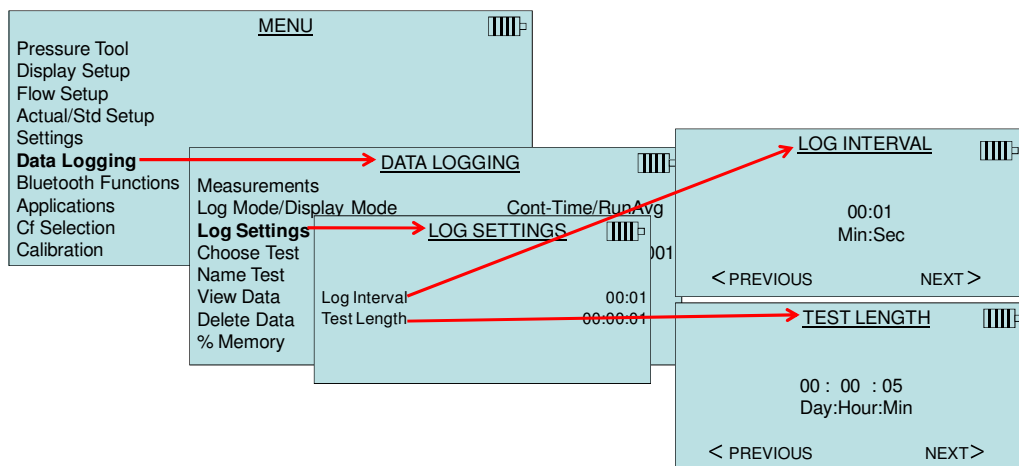 MENU
Pressure Tool
Display Setup
Flow Setup
Actual/Std Setup
Settings
Data Logging
Bluetooth Functions
Applications
Cf Selection
Calibration
DATA LOGGING
Measurements
Log Mode/Display Mode Cont-Time/RunAvg
Log Settings
Choose Test 001
Name Test
View Data
Delete Data
% Memory
LOG SETTINGS
Log Interval 00:01
Test Length 00:00:01
LOG INTERVAL
00:01
Min:Sec
< PREVIOUS NEXT >
TEST LENGTH
00 : 00 : 05
Day:Hour:Min
< PREVIOUS NEXT >